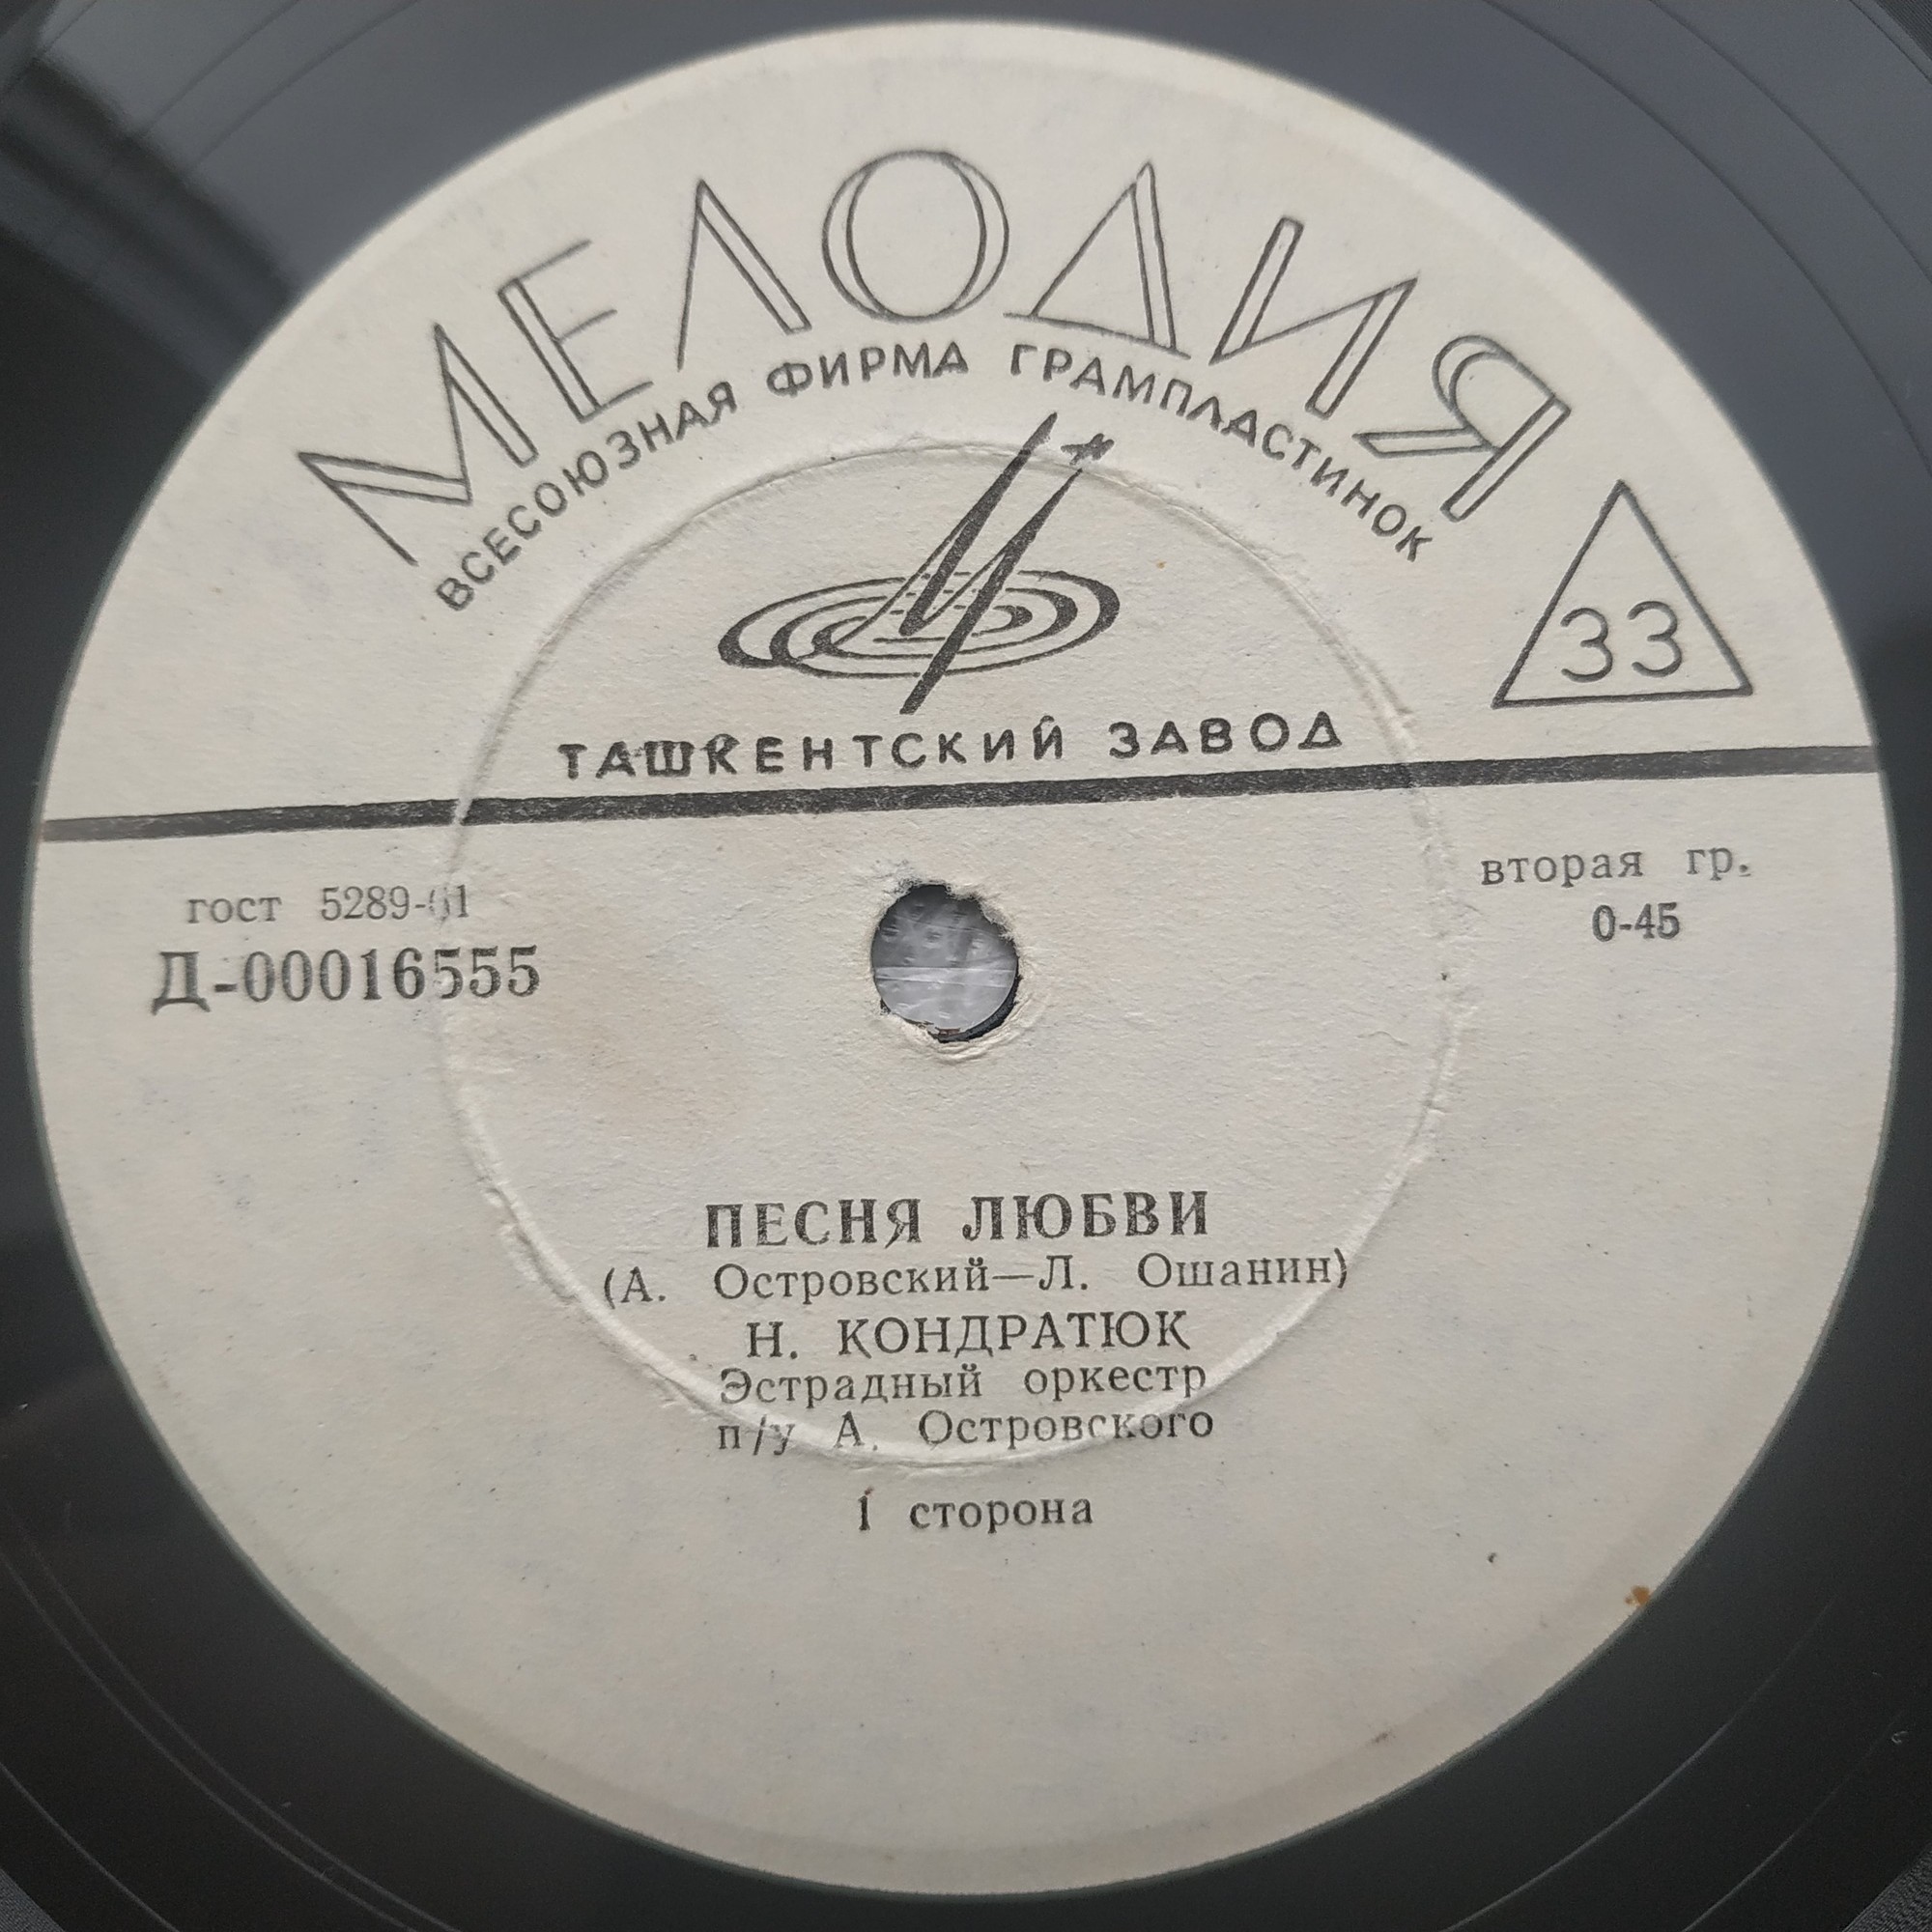 МЕЛОДИЯ
ВСЕСОЮЗНАЯ ФИРМА ГРАМПЛАСТИНОК
33
ТАШКЕНТСКИЙ ЗАВОД
гост 5289-61
Д-00016555
вторая гр.
0-45
ПЕСНЯ ЛЮБВИ
(А. Островский—Л. Ошанин)
Н. КОНДРАТЮК
Эстрадный оркестр
п/у А. Островского
1 сторона